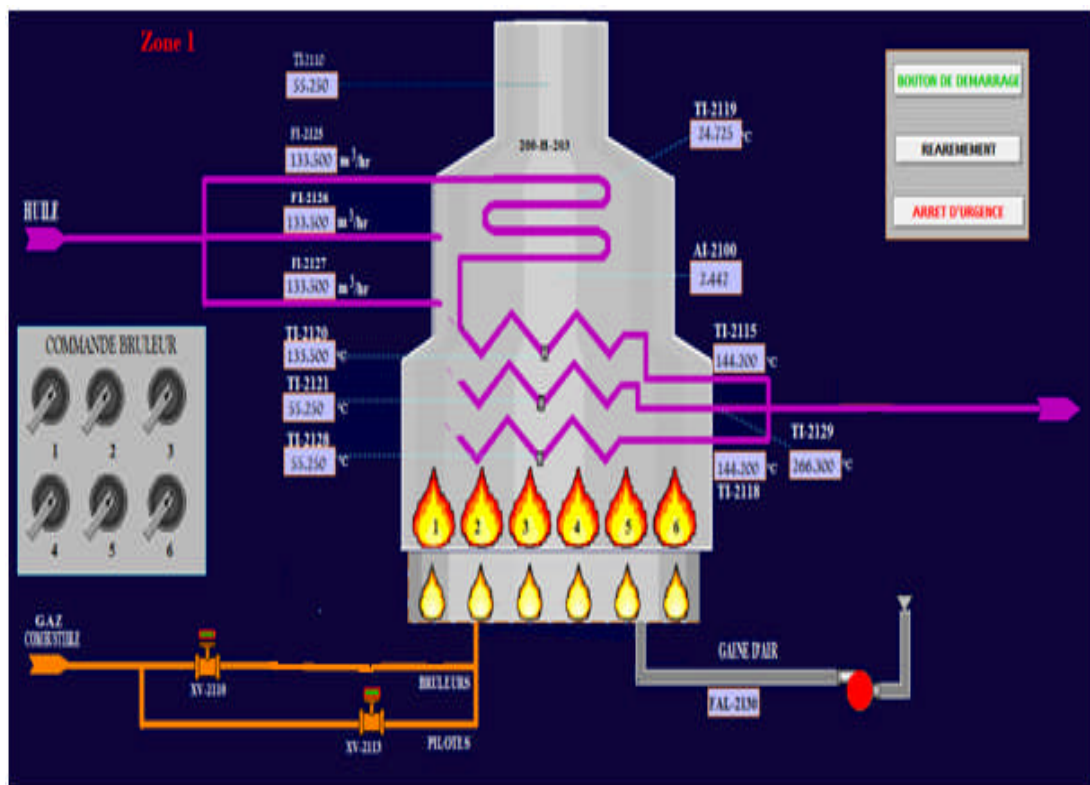 Zone 1
TI-2110
55.250
FI-2125
133.500 m³/hr
FI-2126
133.500 m³/hr
FI-2127
133.500 m³/hr
HUILE
200-H-203
TI-2119
24.725 °C
AI-2100
2.442
BOUTON DE DEMARRAGE
REAREMEMENT
ARRET D'URGENCE
COMMANDE BRULEUR
1 2 3
4 5 6
TI-2120
135.500 °C
TI-2121
55.250 °C
TI-2128
55.250 °C
TI-2115
144.200 °C
TI-2129
266.300 °C
144.200 °C
TI-2118
1 2 3 4 5 6
G.A.Z
COMBUSTIBLE
XV-2110
BRULEURS
XV-2113
PILOTES
GAINE D'AIR
FAL-2130